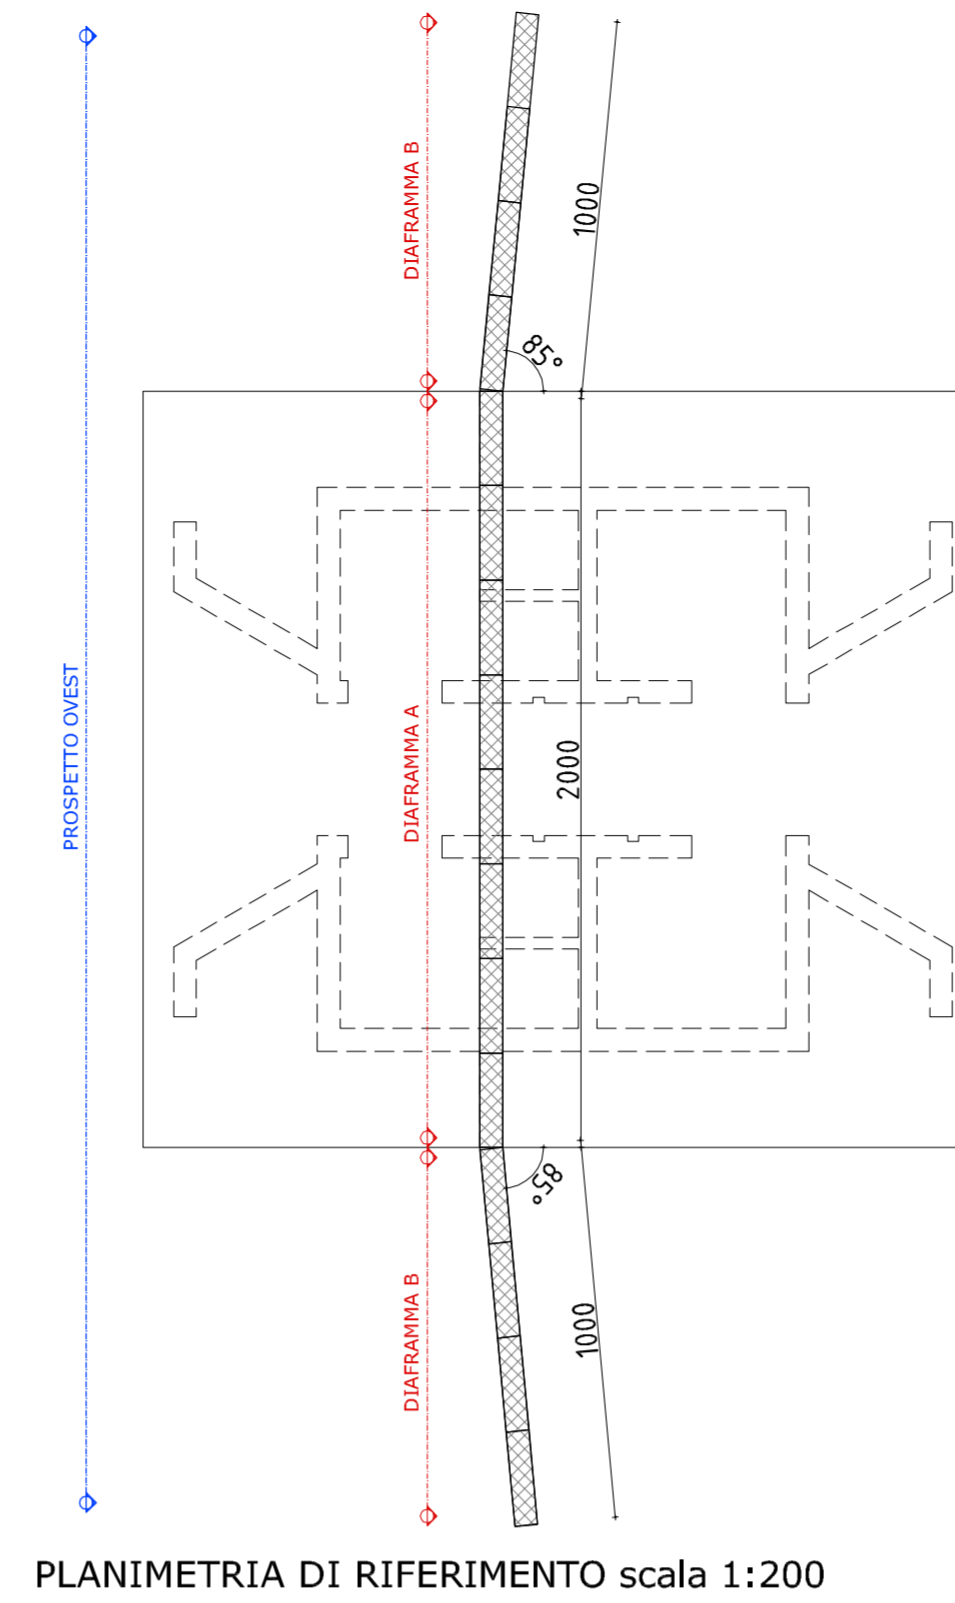 DIAFRAMMA B
1000
85°
PROSPETTO OVEST
DIAFRAMMA A
2000
85°
DIAFRAMMA B
1000
PLANIMETRIA DI RIFERIMENTO scala 1:200